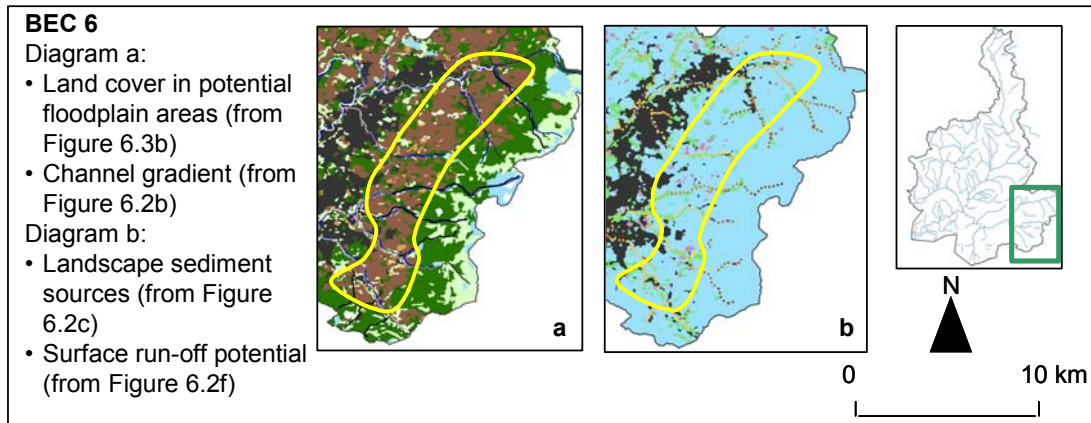 BEC 6
Diagram a:
• Land cover in potential
floodplain areas (from
Figure 6.3b)
• Channel gradient (from
Figure 6.2b)
Diagram b:
• Landscape sediment
sources (from Figure
6.2c)
• Surface run-off potential
(from Figure 6.2f)
a
b
N
0 10 km